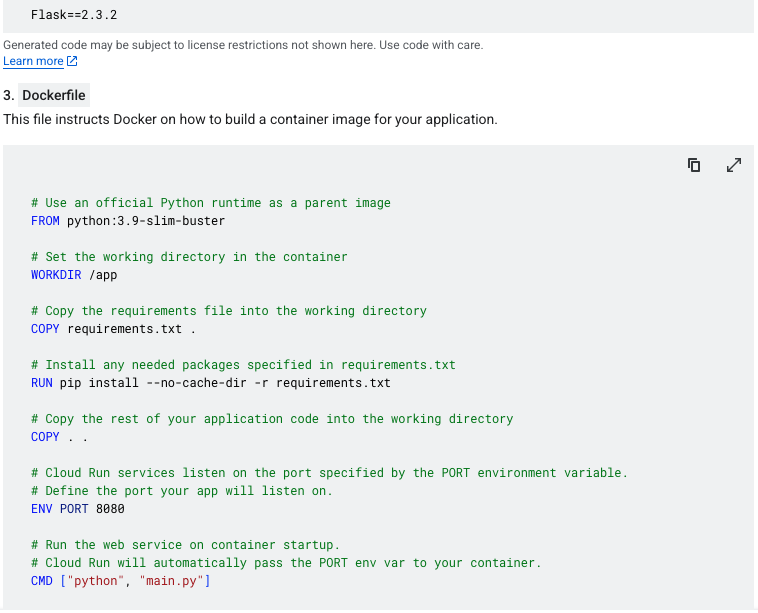 Flask==2.3.2
Generated code may be subject to license restrictions not shown here. Use code with care.
Learn more
3. Dockerfile
This file instructs Docker on how to build a container image for your application.
# Use an official Python runtime as a parent image
FROM python:3.9-slim-buster
# Set the working directory in the container
WORKDIR /app
# Copy the requirements file into the working directory
COPY requirements.txt .
# Install any needed packages specified in requirements.txt
RUN pip install --no-cache-dir -r requirements.txt
# Copy the rest of your application code into the working directory
COPY . .
# Cloud Run services listen on the port specified by the PORT environment variable.
# Define the port your app will listen on.
ENV PORT 8080
# Run the web service on container startup.
# Cloud Run will automatically pass the PORT env var to your container.
CMD ["python", "main.py"]